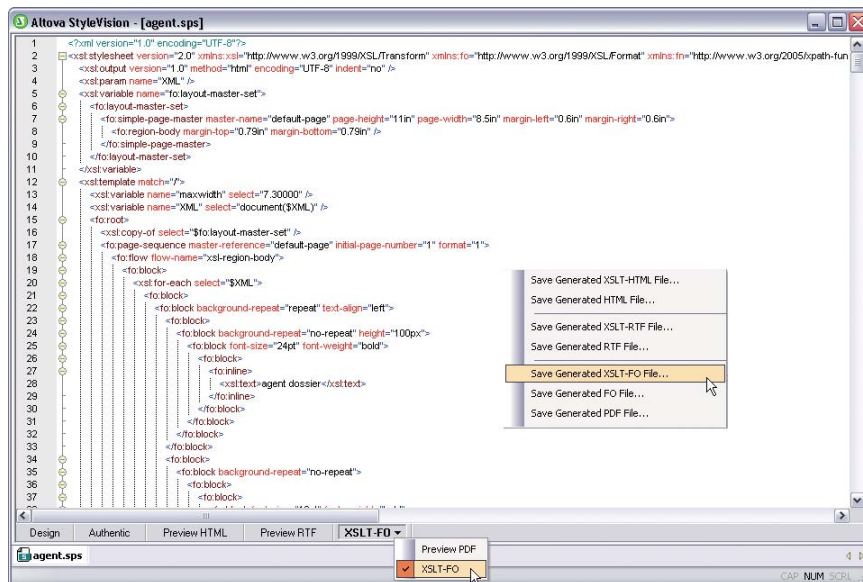 Altova StyleVision - [agent.sps]
1 <?xml version="1.0" encoding="UTF-8"?>
2 <xsl:stylesheet version="2.0" xmlns:xsl="http://www.w3.org/1999/XSL/Transform" xmlns:fo="http://www.w3.org/1999/XSL/Format" xmlns:fn="http://www.w3.org/2005/xpath-fun
3 <xsl:output version="1.0" method="html" encoding="UTF-8" indent="no" />
4 <xsl:param name="XML" />
5 <xsl:variable name="fo:layout-master-set">
6 <fo:layout-master-set>
7 <fo:simple-page-master master-name="default-page" page-height="11in" page-width="8.5in" margin-left="0.6in" margin-right="0.6in">
8 <fo:region-body margin-top="0.79in" margin-bottom="0.79in" />
9 </fo:simple-page-master>
10 </fo:layout-master-set>
11 </xsl:variable>
12 <xsl:template match="/">
13 <xsl:variable name="maxwidth" select="7.30000" />
14 <xsl:variable name="XML" select="document($XML)" />
15 <fo:root>
16 <xsl:copy-of select="$fo:layout-master-set" />
17 <fo:page-sequence master-reference="default-page" initial-page-number="1" format="1">
18 <fo:flow flow-name="xsl-region-body">
19 <fo:block>
20 <xsl:for-each select="$XML">
21 <fo:block>
22 <fo:block background-repeat="repeat" text-align="left">
23 <fo:block>
24 <fo:block background-repeat="no-repeat" height="100px">
25 <fo:block font-size="24pt" font-weight="bold">
26 <fo:block>
27 <fo:inline>
28 <xsl:text>agent dossier</xsl:text>
29 </fo:inline>
30 </fo:block>
31 </fo:block>
32 </fo:block>
33 </fo:block>
34 <fo:block>
35 <fo:block background-repeat="no-repeat">
36 <fo:block>
37 <fo:block>
Save Generated XSLT-HTML File...
Save Generated HTML File...
Save Generated XSLT-RTF File...
Save Generated RTF File...
Save Generated XSLT-FO File...
Save Generated FO File...
Save Generated PDF File...
Design Authentic Preview HTML Preview RTF XSLT-FO
Preview PDF
XSLT-FO
agent.sps
CAP NUM SCRL